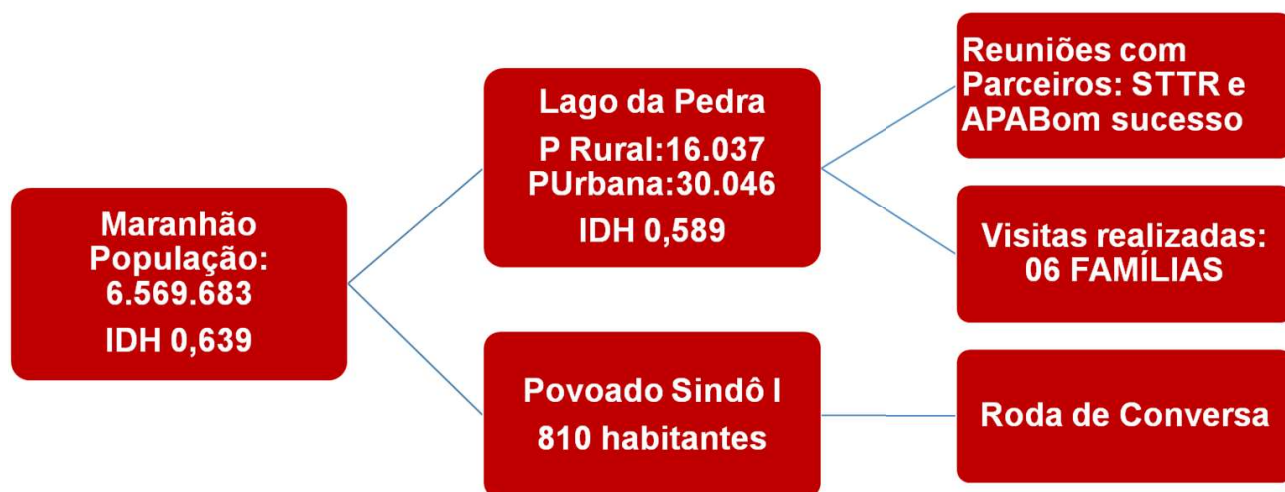 Maranhão
População:
6.569.683
IDH 0,639
Lago da Pedra
P Rural:16.037
PUrbana:30.046
IDH 0,589
Povoado Sindô I
810 habitantes
Reuniões com
Parceiros: STTR e
APABom sucesso
Visitas realizadas:
06 FAMÍLIAS
Roda de Conversa